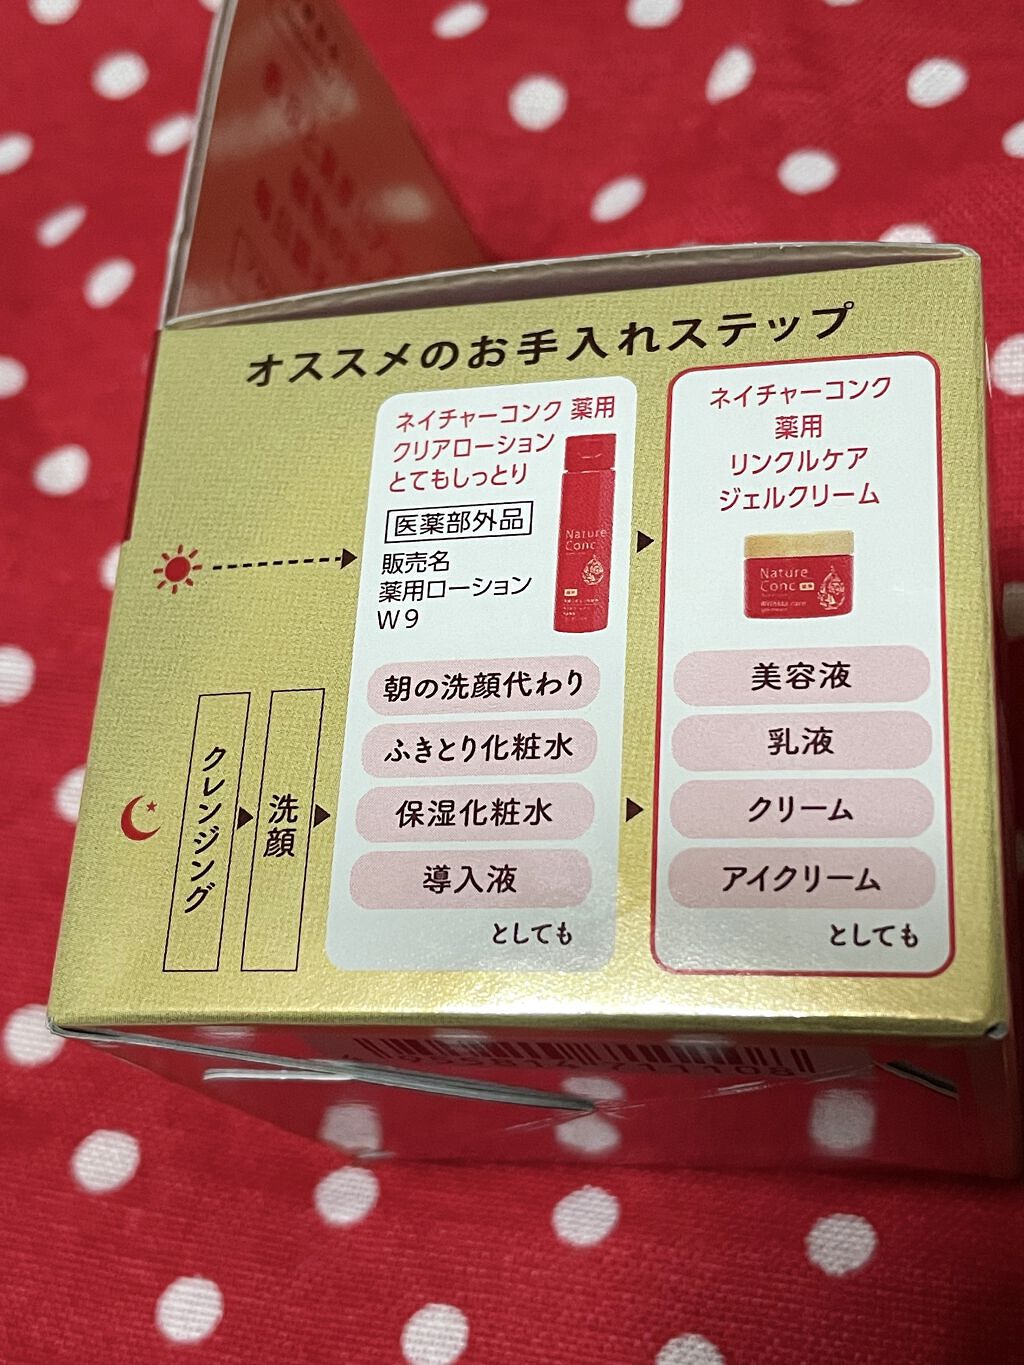 オススメのお手入れステップ
ネイチャーコンク 薬用
クリアローション
とてもしっとり
医薬部外品
販売名
薬用ローション
W9
Nature
Conc
朝の洗顔代わり
ふきとり化粧水
保湿化粧水
導入液
としても
ネイチャーコンク
薬用
リンクルケア
ジェルクリーム
Nature
Conc 薬用
美容液
乳液
クリーム
アイクリーム
としても
クレンジング
洗顔